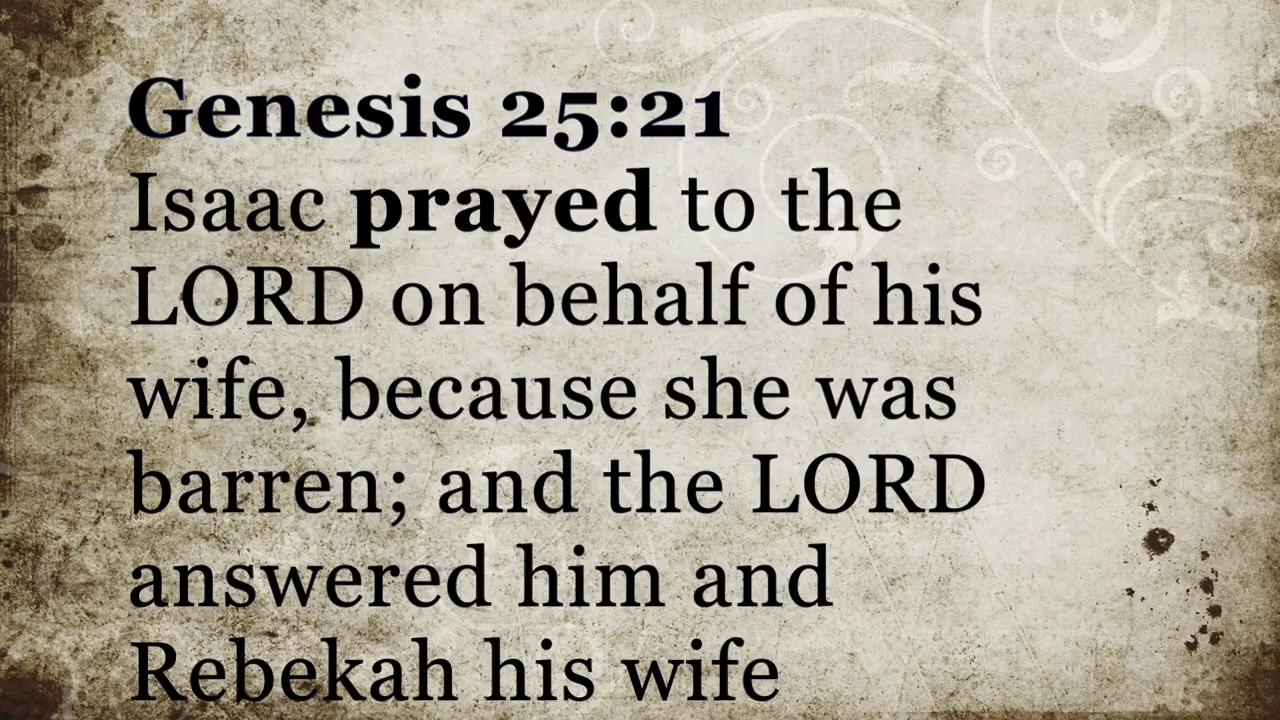 Genesis 25:21
Isaac prayed to the
LORD on behalf of his
wife, because she was
barren; and the LORD
answered him and
Rebekah his wife